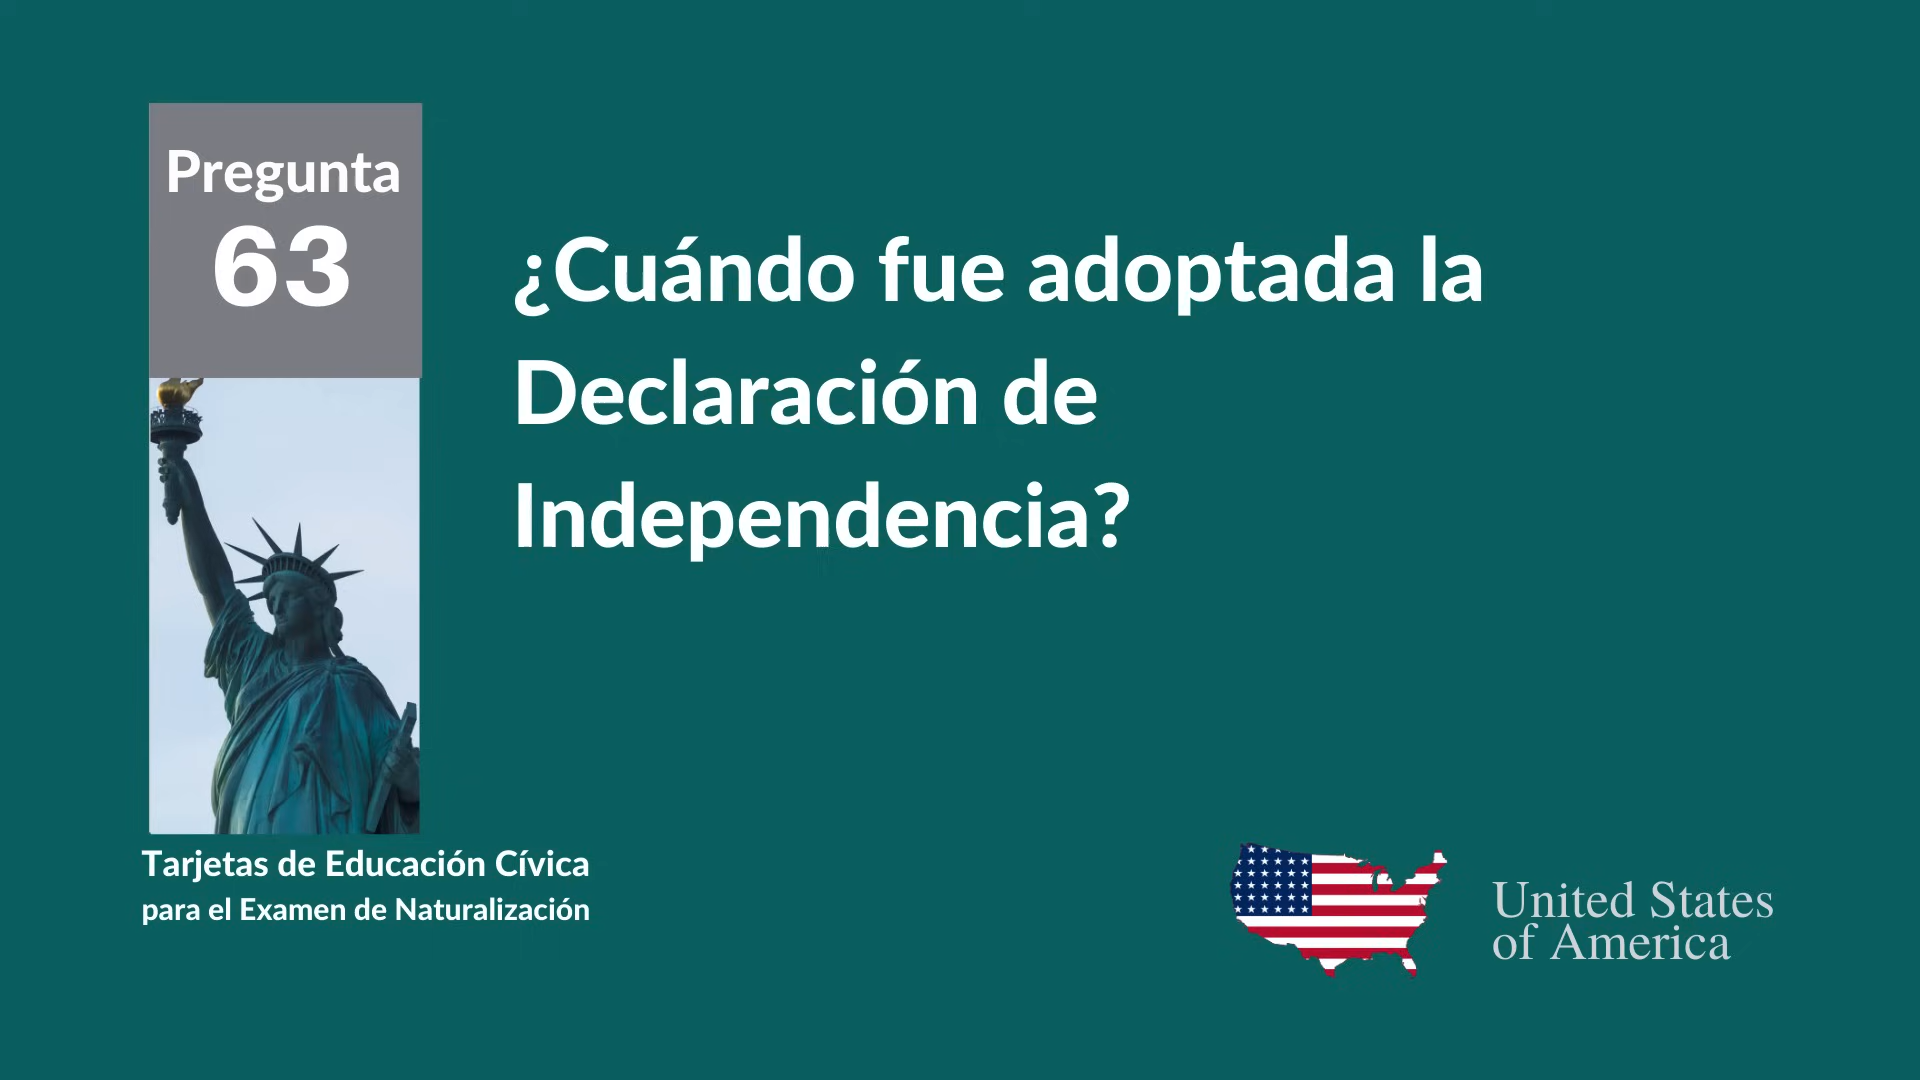 Pregunta
63
¿Cuándo fue adoptada la
Declaración de
Independencia?
Tarjetas de Educación Cívica
para el Examen de Naturalización
United States
of America